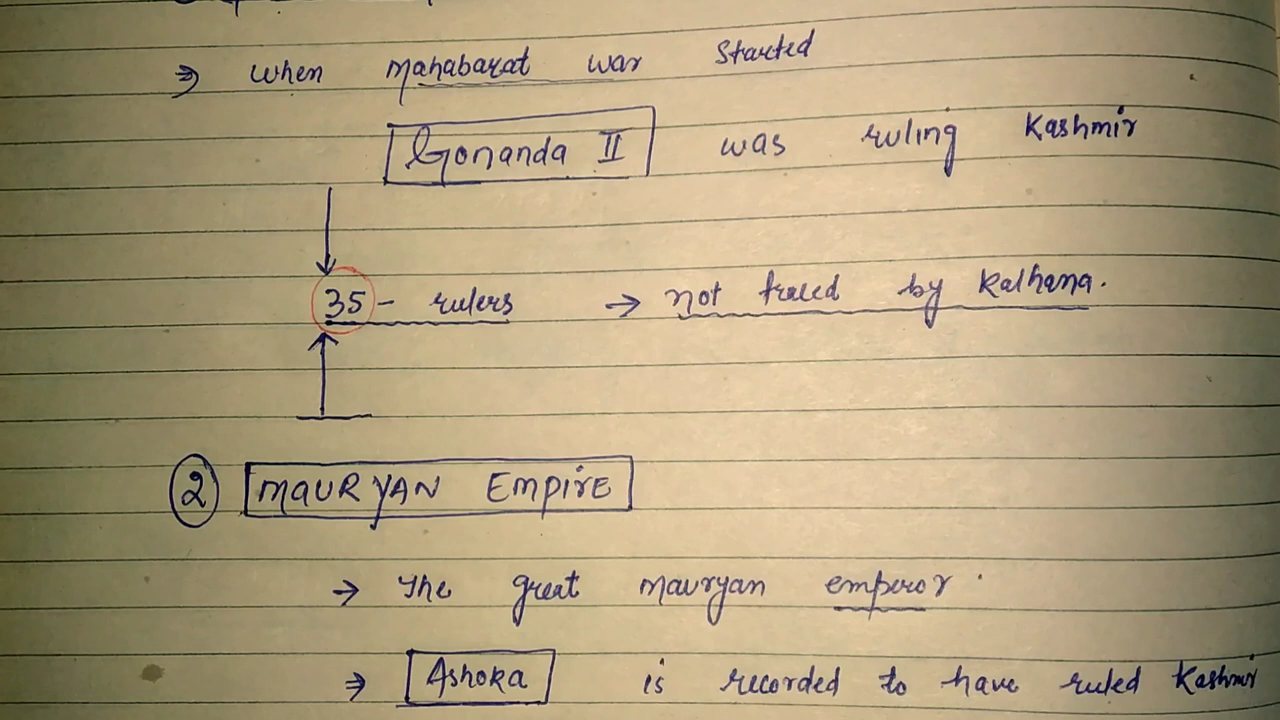 ⇒ when mahabarat war started
Gonanda II was ruling Kashmir
35 - rulers → not traced by Kalhana.
② MAURYAN EMPIRE
→ The great mauryan emperor
⇒ Ashoka is recorded to have ruled Kashmir